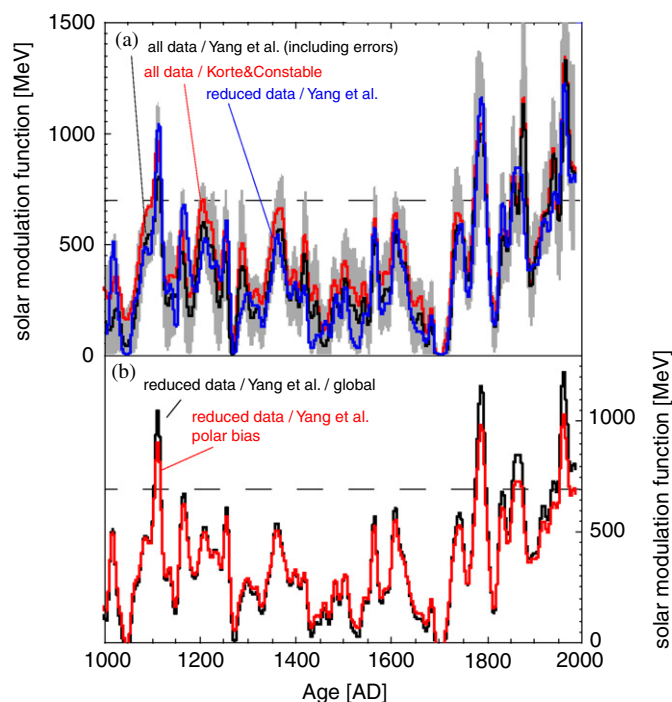 1500
(a)
all data / Yang et al. (including errors)
all data / Korte&Constable
reduced data / Yang et al.
1000
500
0
solar modulation function [MeV]
(b)
reduced data / Yang et al. / global
reduced data / Yang et al.
polar bias
1000
500
0
solar modulation function [MeV]
1000 1200 1400 1600 1800 2000
Age [AD]